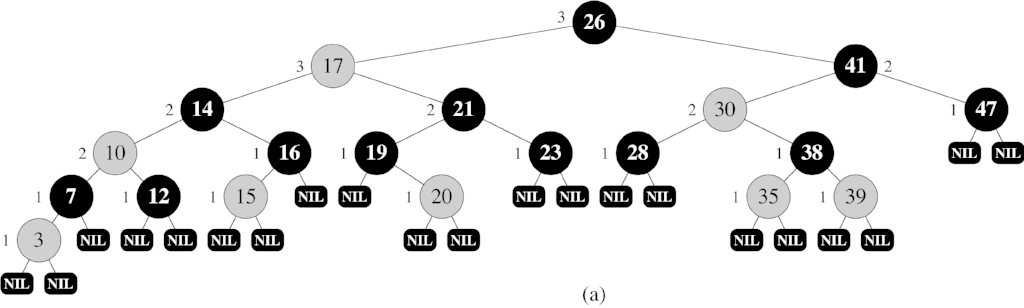 3 26
3 17 41 2
2 14 2 21 2 30 1 47
2 10 1 16 1 19 1 23 1 28 1 38 NIL NIL
1 7 1 12 1 15 NIL NIL 1 20 NIL NIL NIL NIL 1 35 1 39
1 3 NIL NIL NIL NIL NIL NIL NIL NIL NIL NIL NIL
NIL NIL
(a)